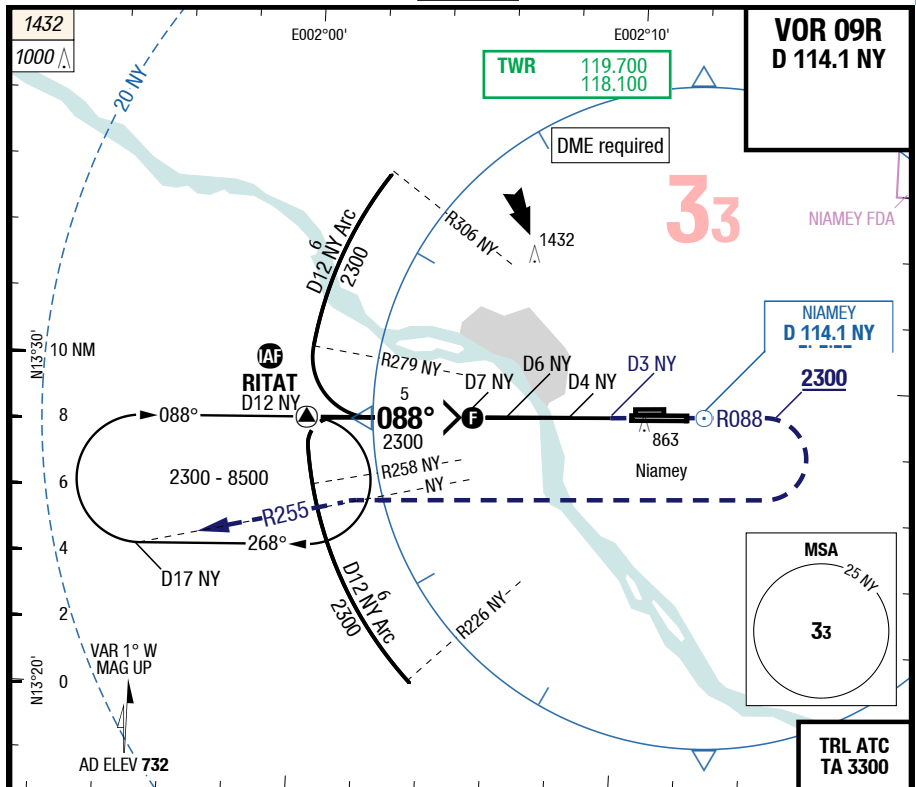 1432
1000
E002°00'
E002°10'
VOR 09R
D 114.1 NY
TWR 119.700
118.100
20 NY
DME required
33
NIAMEY FDA
1432
R306 NY
6
D12 NY Arc
2300
N13°30'
10 NM
IAF
RITAT
D12 NY
R279 NY
D7 NY
D6 NY
D4 NY
D3 NY
NIAMEY
D 114.1 NY
2300
8
088°
5
088°
2300
F
R088
863
Niamey
6
2300 - 8500
R258 NY
NY
R255
4
268°
D17 NY
6
D12 NY Arc
2300
R226 NY
MSA
25 NY
33
2
VAR 1° W
MAG UP
N13°20'
0
AD ELEV 732
TRL ATC
TA 3300